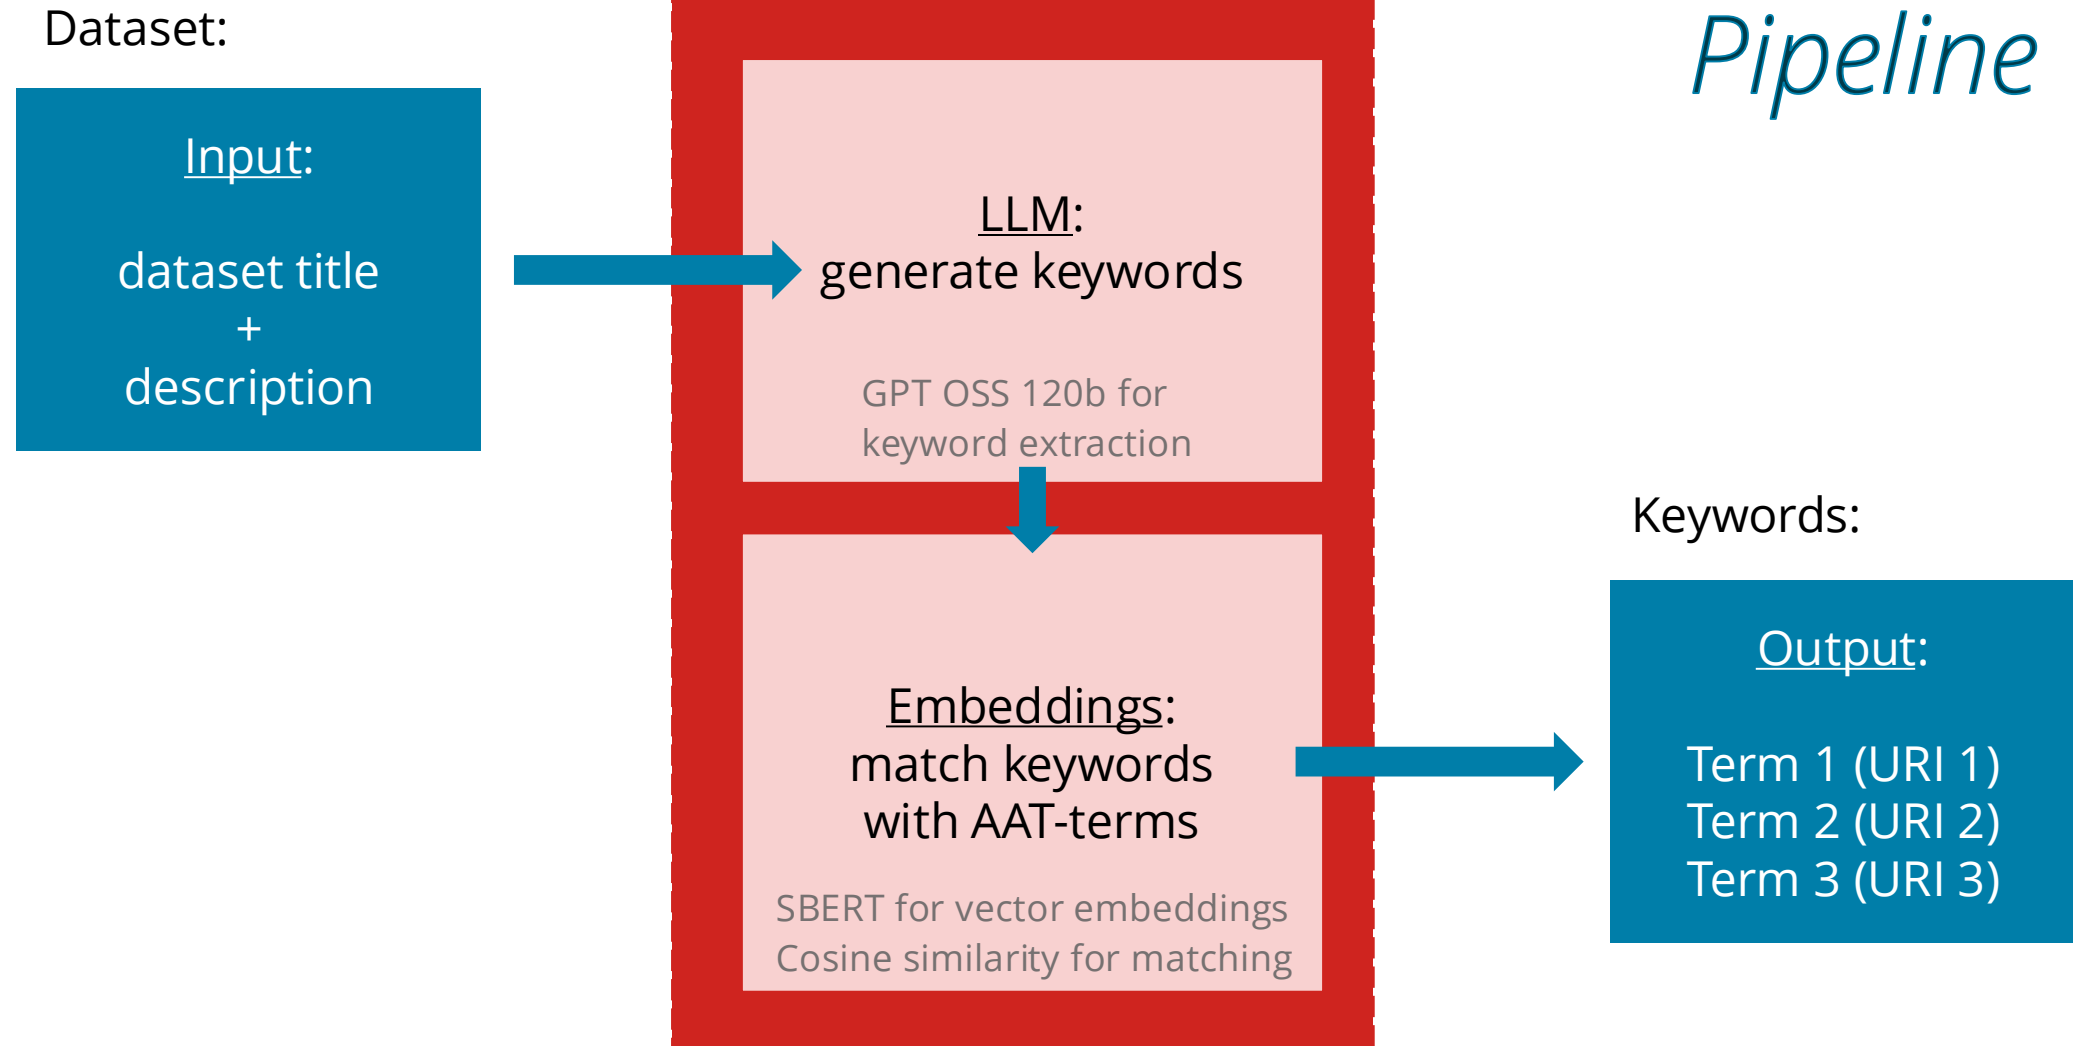 Dataset:
Pipeline
Input:
dataset title
+
description
LLM:
generate keywords
GPT OSS 120b for
keyword extraction
Embeddings:
match keywords
with AAT-terms
SBERT for vector embeddings
Cosine similarity for matching
Keywords:
Output:
Term 1 (URI 1)
Term 2 (URI 2)
Term 3 (URI 3)